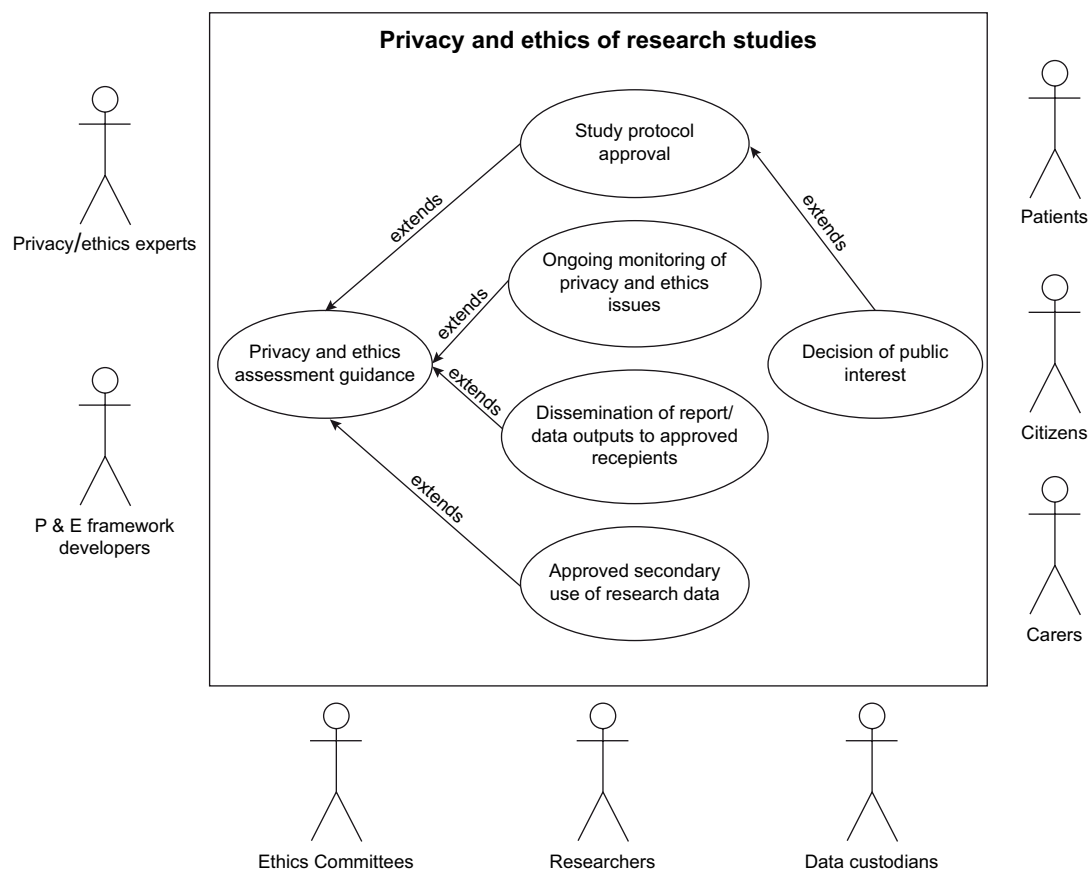 Privacy and ethics of research studies
Study protocol
approval
extends
extends
Privacy/ethics experts
Patients
Ongoing monitoring of
privacy and ethics
issues
extends
Privacy and ethics
assessment guidance
Decision of public
interest
extends
Dissemination of report/
data outputs to approved
recepients
Citizens
P & E framework
developers
extends
Approved secondary
use of research data
Carers
Ethics Committees
Researchers
Data custodians